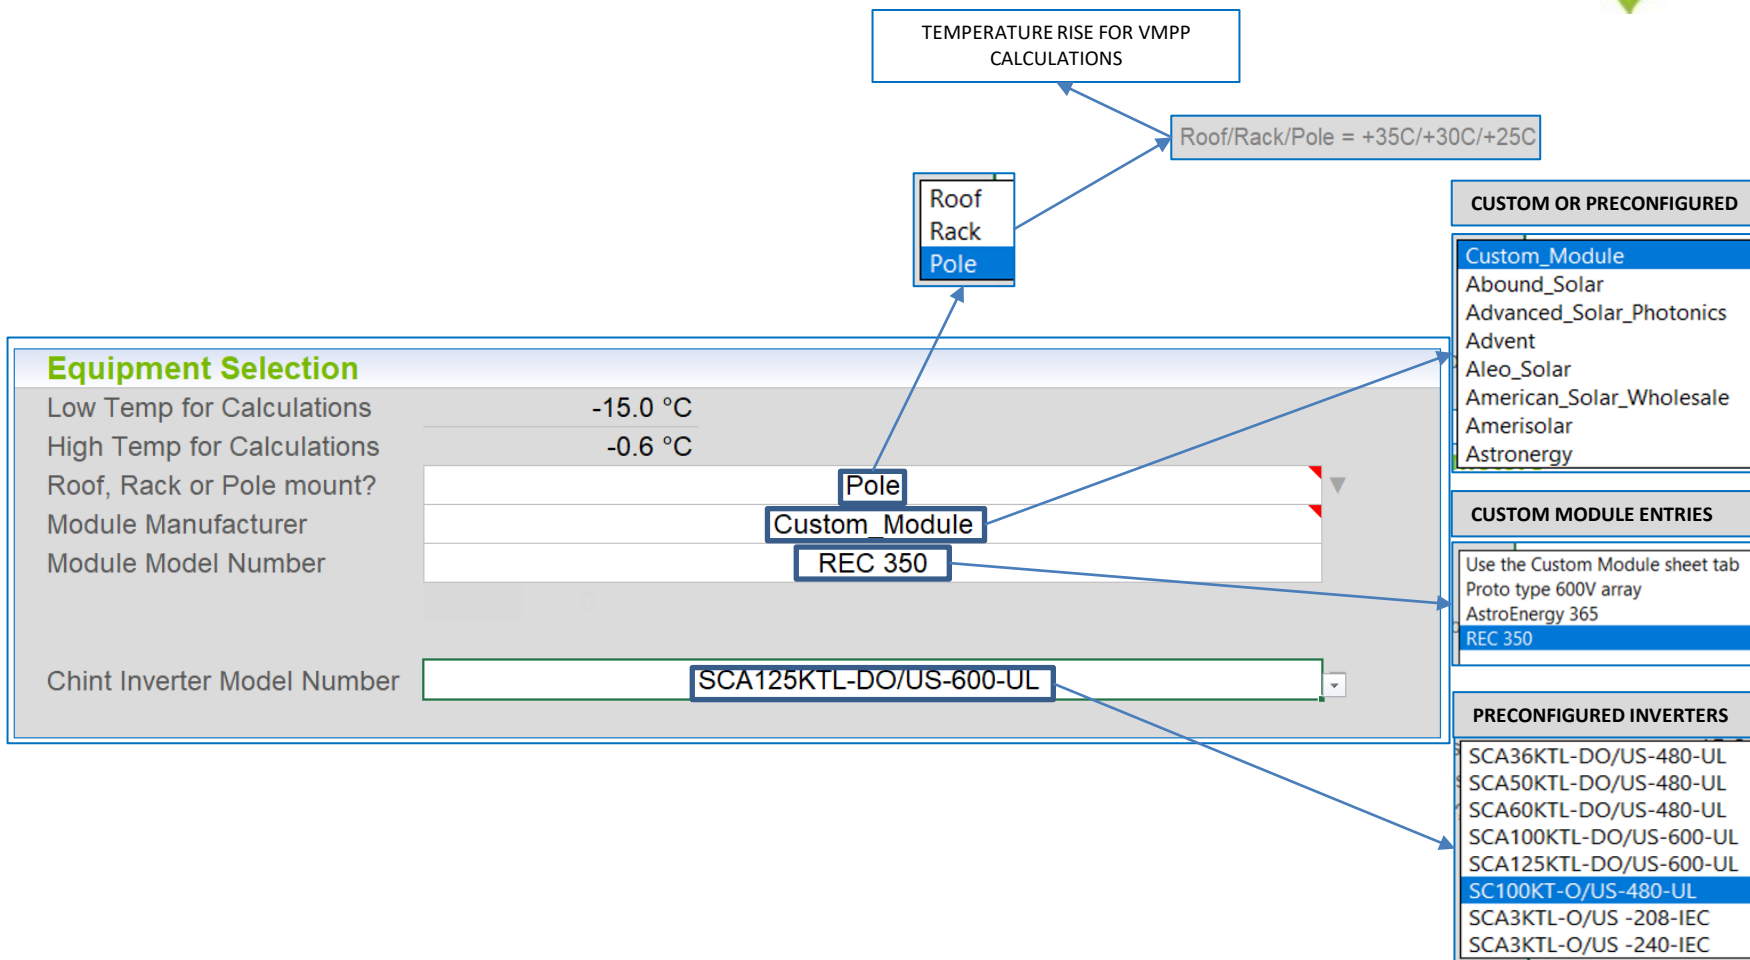 TEMPERATURE RISE FOR VMPP
CALCULATIONS
Roof/Rack/Pole = +35C/+30C/+25C
Roof
Rack
Pole
CUSTOM OR PRECONFIGURED
Custom_Module
Abound_Solar
Advanced_Solar_Photonics
Advent
Aleo_Solar
American_Solar_Wholesale
Amerisolar
Astronergy
Equipment Selection
Low Temp for Calculations -15.0 °C
High Temp for Calculations -0.6 °C
Roof, Rack or Pole mount? Pole
Module Manufacturer Custom_Module
Module Model Number REC 350
0
Chint Inverter Model Number SCA125KTL-DO/US-600-UL
CUSTOM MODULE ENTRIES
Use the Custom Module sheet tab
Proto type 600V array
AstroEnergy 365
REC 350
PRECONFIGURED INVERTERS
SCA36KTL-DO/US-480-UL
SCA50KTL-DO/US-480-UL
SCA60KTL-DO/US-480-UL
SCA100KTL-DO/US-600-UL
SCA125KTL-DO/US-600-UL
SC100KT-O/US-480-UL
SCA3KTL-O/US -208-IEC
SCA3KTL-O/US -240-IEC